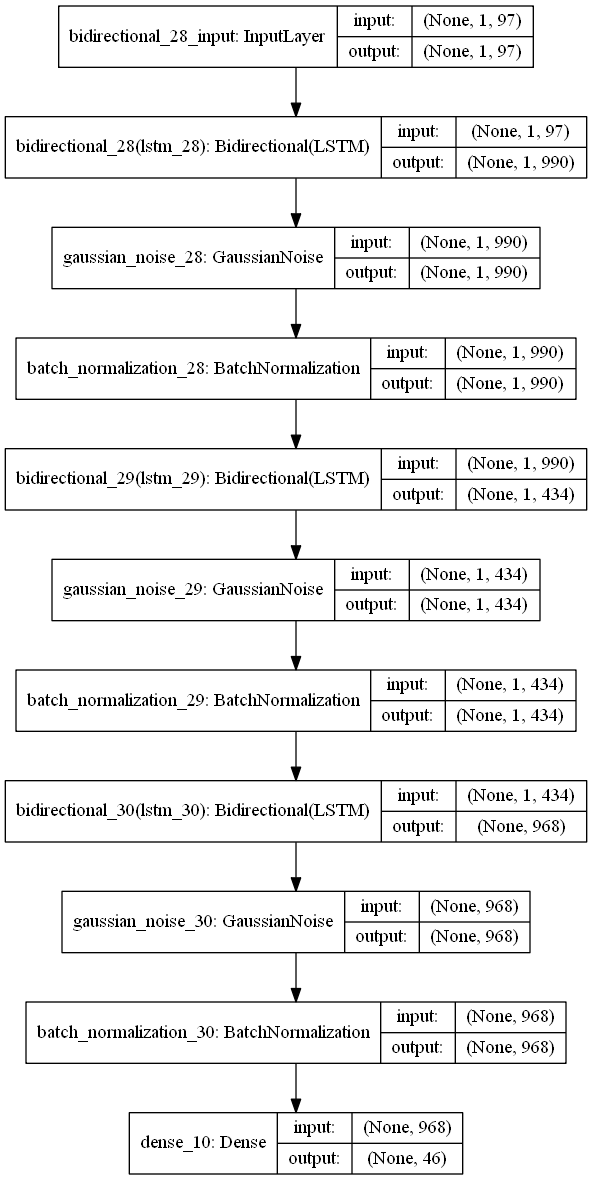 bidirectional_28_input: InputLayer
input: (None, 1, 97)
output: (None, 1, 97)
bidirectional_28(lstm_28): Bidirectional(LSTM)
input: (None, 1, 97)
output: (None, 1, 990)
gaussian_noise_28: GaussianNoise
input: (None, 1, 990)
output: (None, 1, 990)
batch_normalization_28: BatchNormalization
input: (None, 1, 990)
output: (None, 1, 990)
bidirectional_29(lstm_29): Bidirectional(LSTM)
input: (None, 1, 990)
output: (None, 1, 434)
gaussian_noise_29: GaussianNoise
input: (None, 1, 434)
output: (None, 1, 434)
batch_normalization_29: BatchNormalization
input: (None, 1, 434)
output: (None, 1, 434)
bidirectional_30(lstm_30): Bidirectional(LSTM)
input: (None, 1, 434)
output: (None, 968)
gaussian_noise_30: GaussianNoise
input: (None, 968)
output: (None, 968)
batch_normalization_30: BatchNormalization
input: (None, 968)
output: (None, 968)
dense_10: Dense
input: (None, 968)
output: (None, 46)